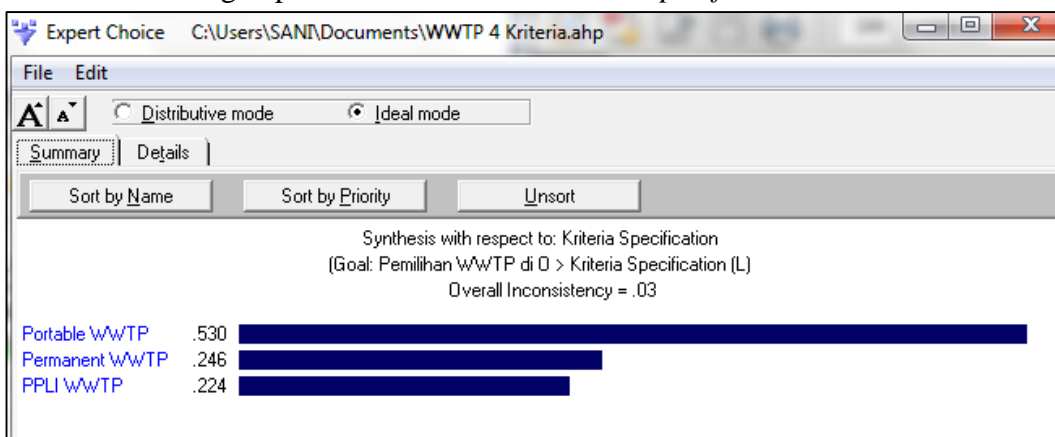 Expert Choice C:\Users\SANI\Documents\WWTP 4 Kriteria.ahp
File Edit
A A Distributive mode Ideal mode
Summary Details
Sort by Name Sort by Priority Unsort
Synthesis with respect to: Kriteria Specification
(Goal: Pemilihan WWTP di O > Kriteria Specification (L)
Overall Inconsistency = .03
Portable WWTP .530
Permanent WWTP .246
PPLI WWTP .224